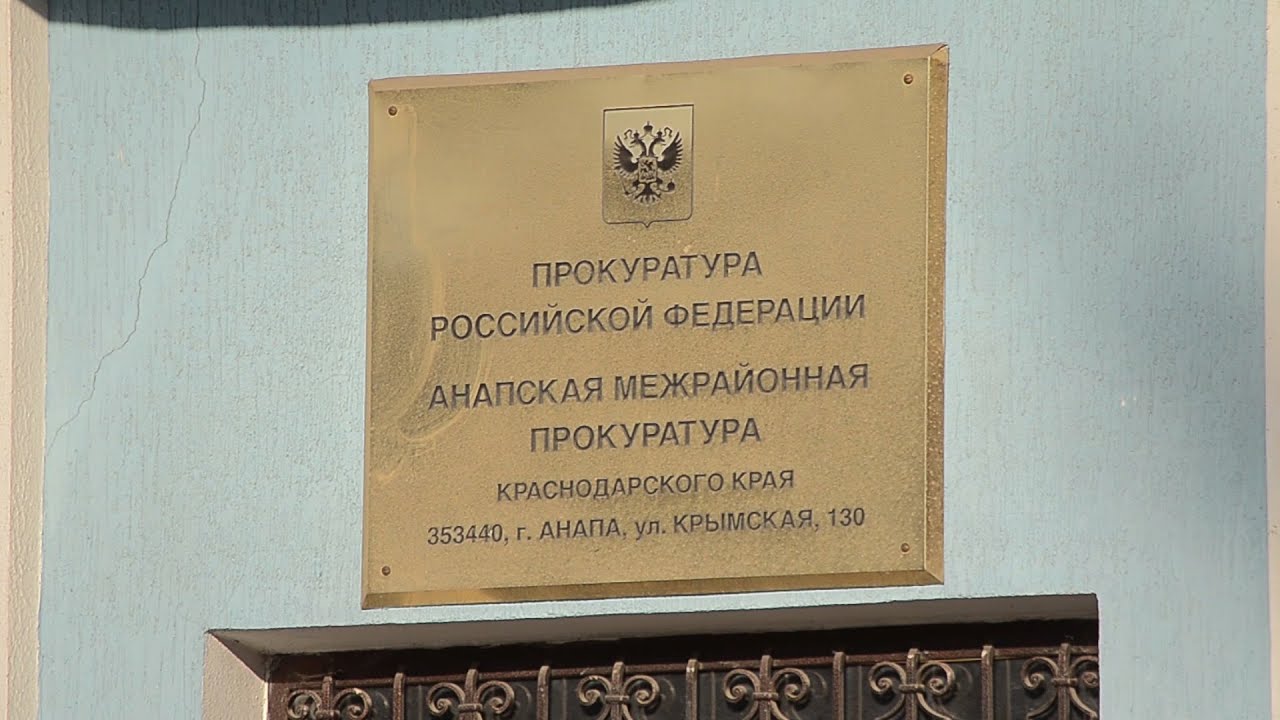 ПРОКУРАТУРА
РОССИЙСКОЙ ФЕДЕРАЦИИ
АНАПСКАЯ МЕЖРАЙОННАЯ
ПРОКУРАТУРА
КРАСНОДАРСКОГО КРАЯ
353440, г. АНАПА, ул. КРЫМСКАЯ, 130